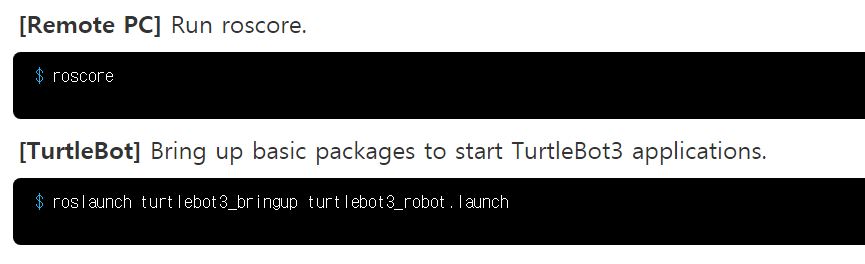 [Remote PC] Run roscore.
$ roscore
[TurtleBot] Bring up basic packages to start TurtleBot3 applications.
$ roslaunch turtlebot3_bringup turtlebot3_robot.launch